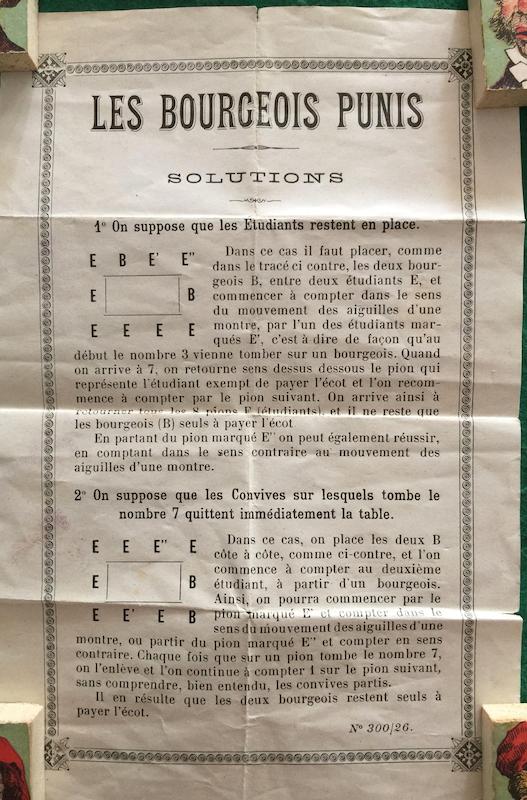 LES BOURGEOIS PUNIS
SOLUTIONS
1º On suppose que les Étudiants restent en place.
E B E' E"
E B
E E E E
Dans ce cas il faut placer, comme
dans le tracé ci contre, les deux bour-
geois B, entre deux étudiants E, et
commencer à compter dans le sens
du mouvement des aiguilles d'une
montre, par l'un des étudiants mar-
qués E', c'est à dire de façon qu'au
début le nombre 3 vienne tomber sur un bourgeois. Quand
on arrive à 7, on retourne sens dessus dessous le pion qui
représente l'étudiant exempt de payer l'écot et l'on recom-
mence à compter par le pion suivant. On arrive ainsi à
retourner tous les 8 pions E (étudiants), et il ne reste que
les bourgeois (B) seuls à payer l'écot
En partant du pion marqué E" on peut également réussir,
en comptant dans le sens contraire au mouvement des
aiguilles d'une montre.
2º On suppose que les Convives sur lesquels tombe le
nombre 7 quittent immédiatement la table.
E E E" E
E B
E E' E B
Dans ce cas, on place les deux B
côte à côte, comme ci-contre, et l'on
commence à compter au deuxième
étudiant, à partir d'un bourgeois.
Ainsi, on pourra commencer par le
pion marqué E' et compter dans le
sens du mouvement des aiguilles d'une
montre, ou partir du pion marqué E" et compter en sens
contraire. Chaque fois que sur un pion tombe le nombre 7,
on l'enlève et l'on continue à compter 1 sur le pion suivant,
sans comprendre, bien entendu, les convives partis.
Il en résulte que les deux bourgeois restent seuls à
payer l'écot.
Nº 300/26.